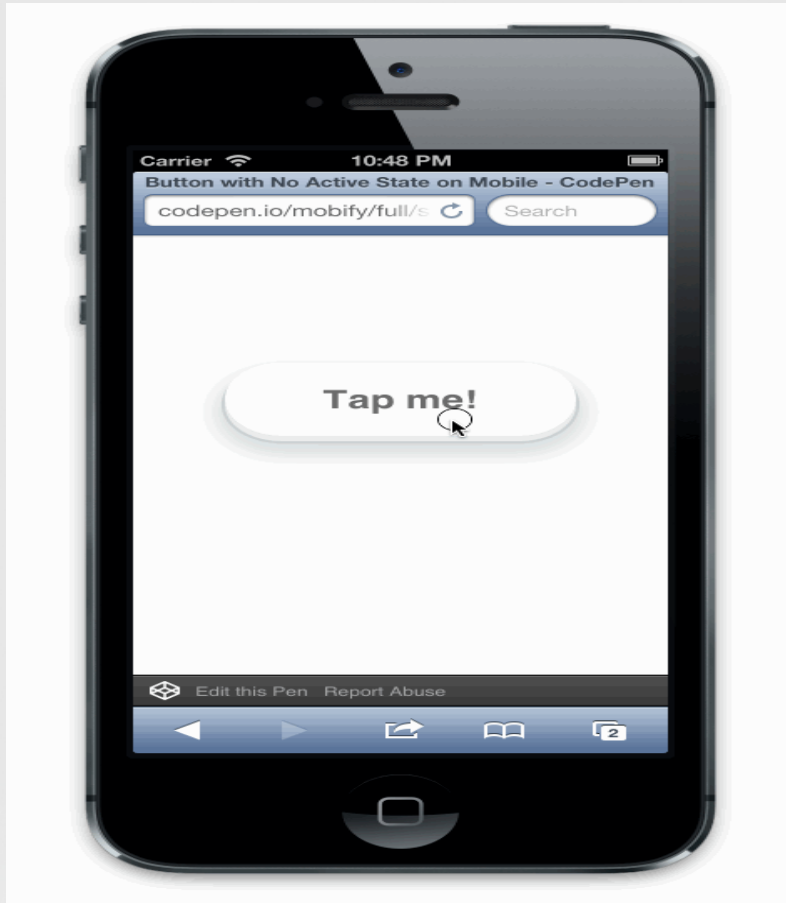 Carrier 10:48 PM
Button with No Active State on Mobile - CodePen
codepen.io/mobify/full/s Search
Tap me!
Edit this Pen Report Abuse
2